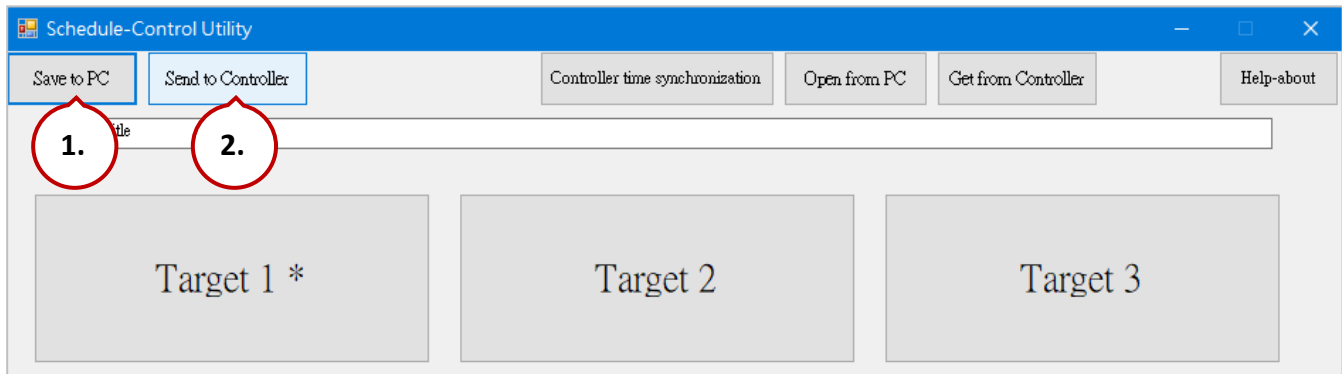 Schedule-Control Utility
Save to PC Send to Controller Controller time synchronization Open from PC Get from Controller Help-about
1. 2.
Target 1 * Target 2 Target 3